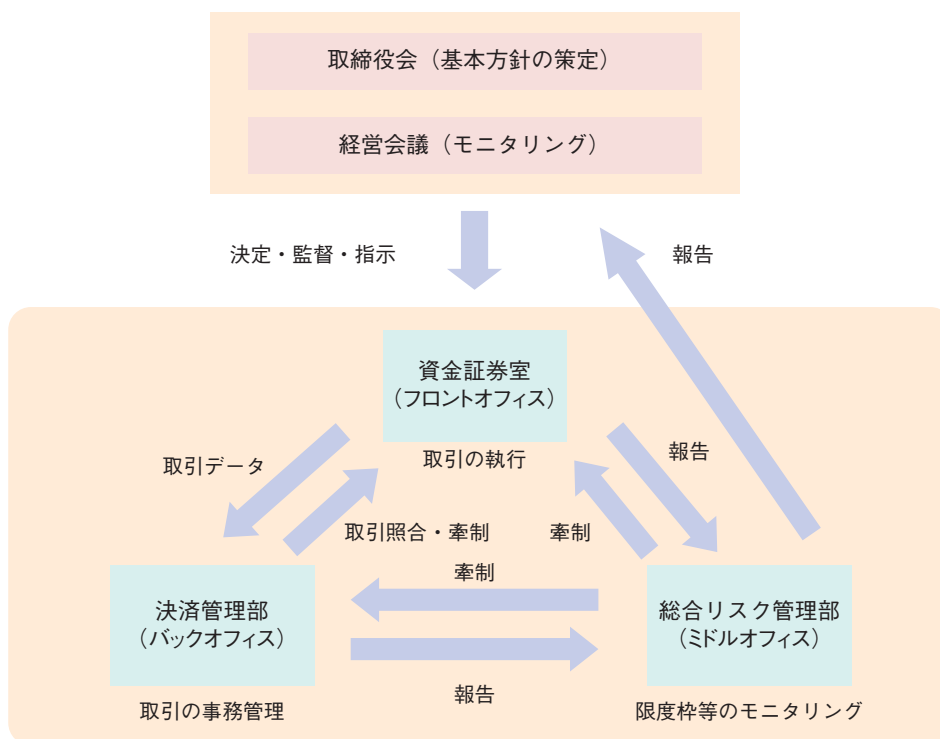 取締役会（基本方針の策定）
経営会議（モニタリング）
決定・監督・指示
報告
資金証券室
（フロントオフィス）
取引の執行
取引データ
報告
取引照合・牽制
牽制
牽制
決済管理部
（バックオフィス）
総合リスク管理部
（ミドルオフィス）
報告
取引の事務管理
限度枠等のモニタリング